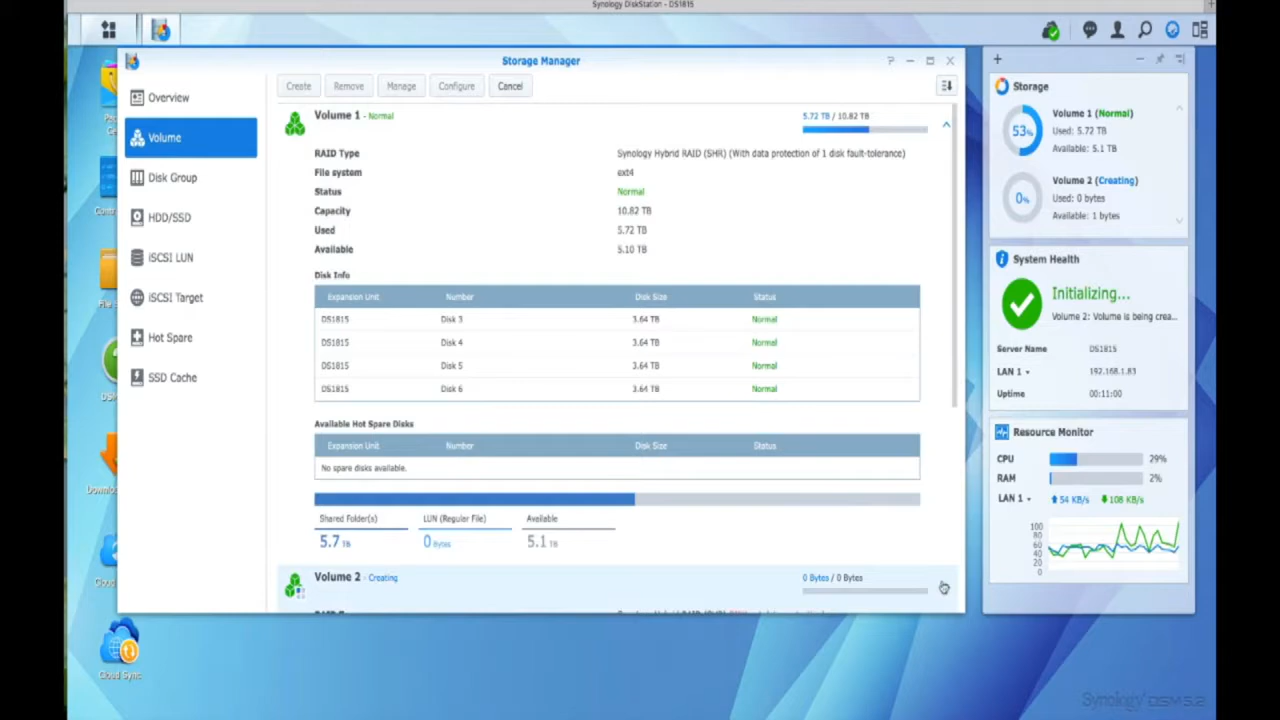 Synology DiskStation - DS1815
Storage Manager
Overview
Volume
Disk Group
HDD/SSD
iSCSI LUN
iSCSI Target
Hot Spare
SSD Cache
Create Remove Manage Configure Cancel
Volume 1 - Normal 5.72 TB / 10.82 TB
RAID Type Synology Hybrid RAID (SHR) (With data protection of 1 disk fault-tolerance)
File system ext4
Status Normal
Capacity 10.82 TB
Used 5.72 TB
Available 5.10 TB
Disk Info
Expansion Unit Number Disk Size Status
DS1815 Disk 3 3.64 TB Normal
DS1815 Disk 4 3.64 TB Normal
DS1815 Disk 5 3.64 TB Normal
DS1815 Disk 6 3.64 TB Normal
Available Hot Spare Disks
Expansion Unit Number Disk Size Status
No spare disks available.
Shared Folder(s) LUN (Regular File) Available
5.7 TB 0 Bytes 5.1 TB
Volume 2 - Creating 0 Bytes / 0 Bytes
Cloud Sync
Storage
53%
Volume 1 (Normal)
Used: 5.72 TB
Available: 5.1 TB
0%
Volume 2 (Creating)
Used: 0 bytes
Available: 1 bytes
System Health
Initializing...
Volume 2: Volume is being crea...
Server Name DS1815
LAN 1 192.168.1.83
Uptime 00:11:00
Resource Monitor
CPU 29%
RAM 2%
LAN 1 54 KB/s 108 KB/s
100
80
60
40
20
0
Synology DSM 5.2